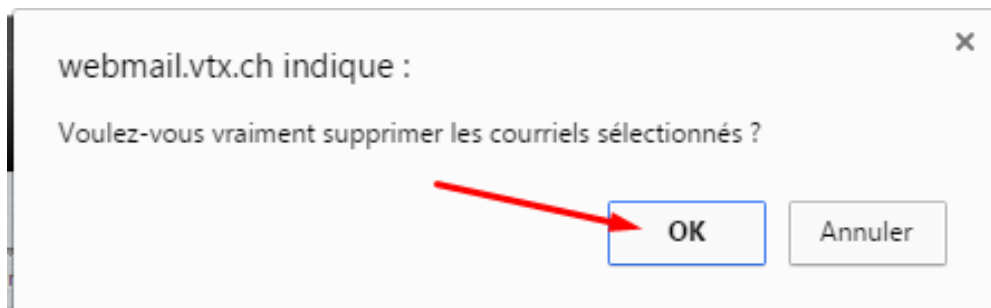 webmail.vtx.ch indique :
Voulez-vous vraiment supprimer les courriels sélectionnés ?
OK
Annuler